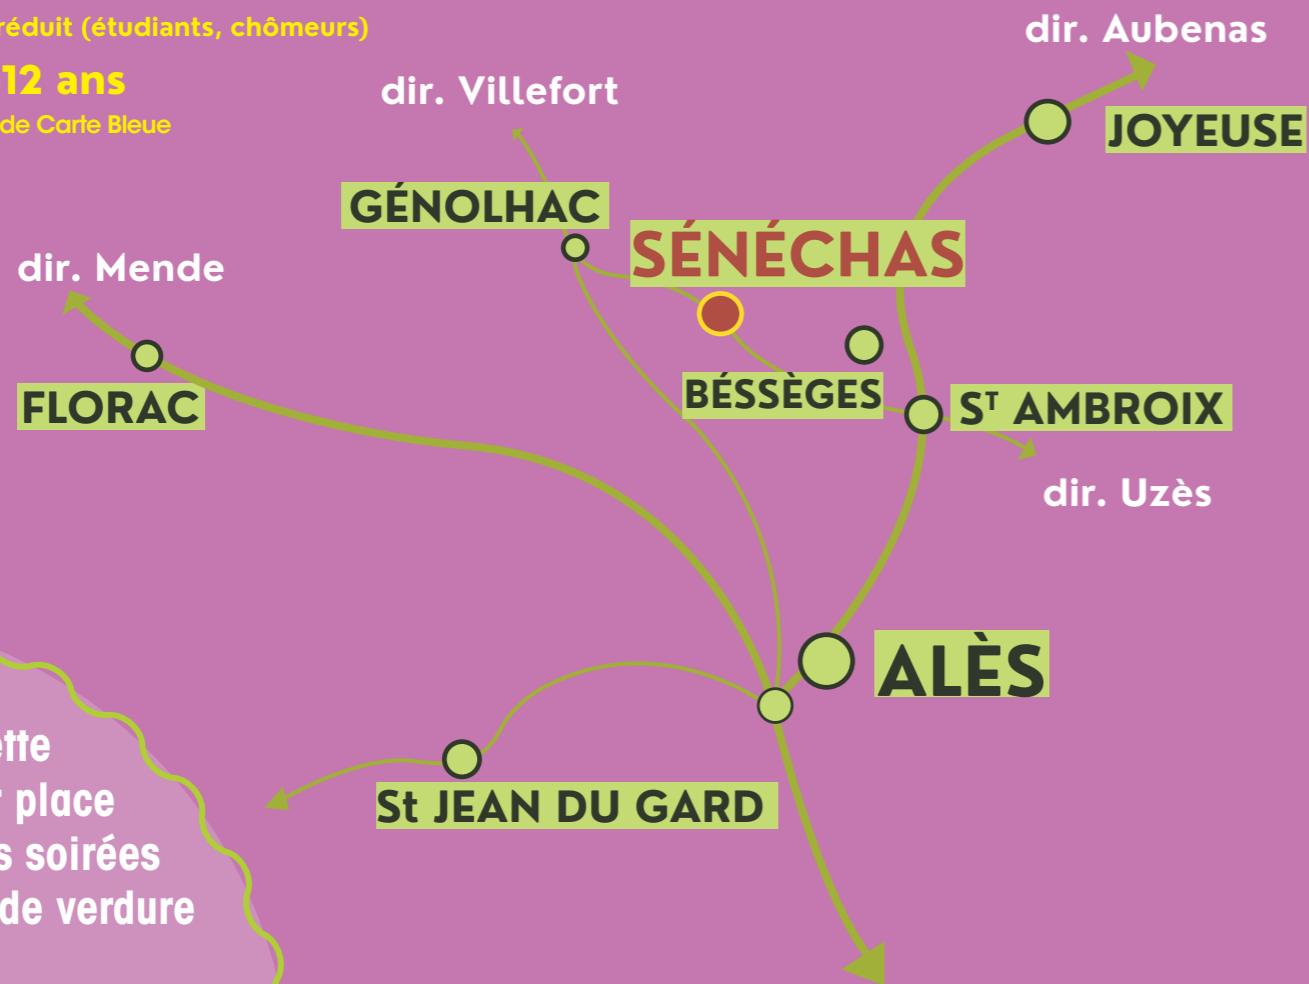 réduit (étudiants, chômeurs)
12 ans
de Carte Bleue
dir. Aubenas
dir. Villefort
JOYEUSE
GÉNOLHAC
SÉNÉCHAS
dir. Mende
FLORAC
BÉSSÈGES
Sᵀ AMBROIX
dir. Uzès
ALÈS
St JEAN DU GARD
place
soirées
de verdure